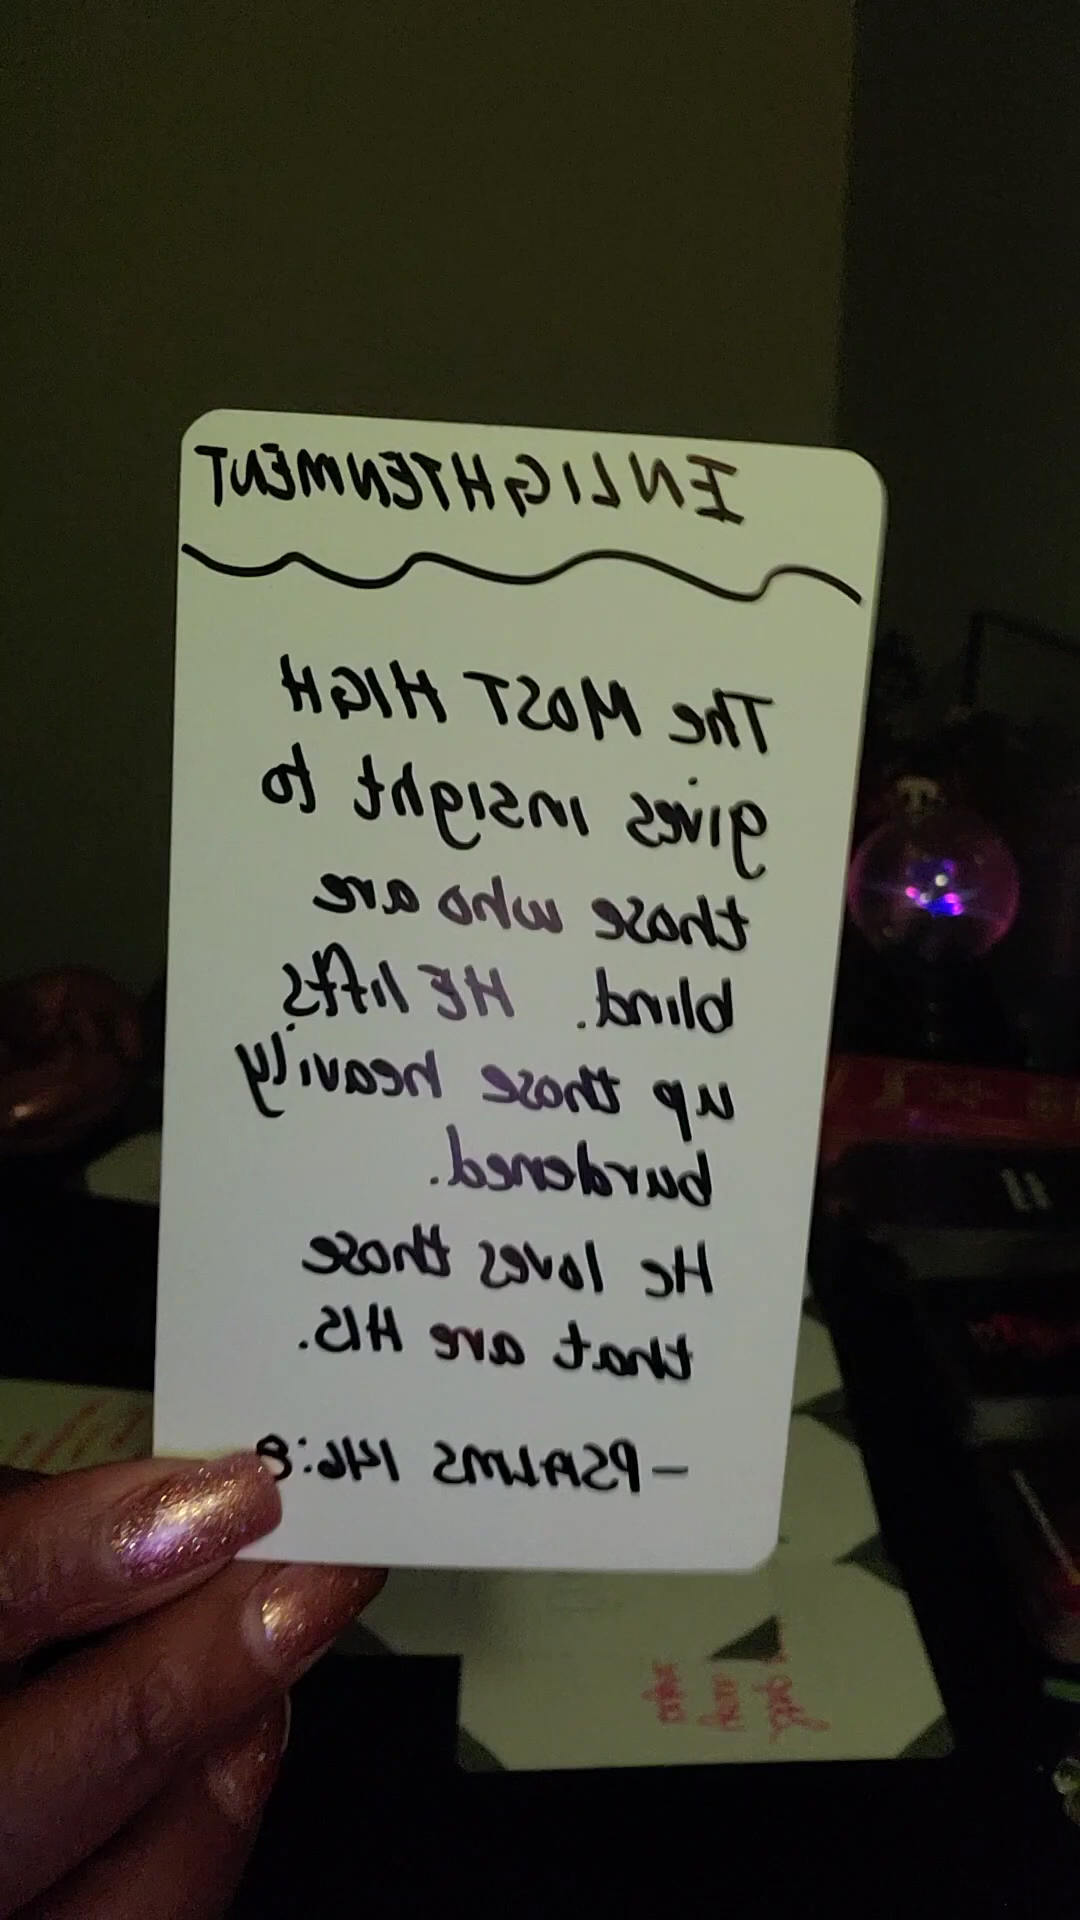 ENLIGHTENMENT
The MOST HIGH
gives insight to
those who are
blind. HE lifts
up those heavily
burdened.
He loves those
that are HIS.
-PSALMS 146:8